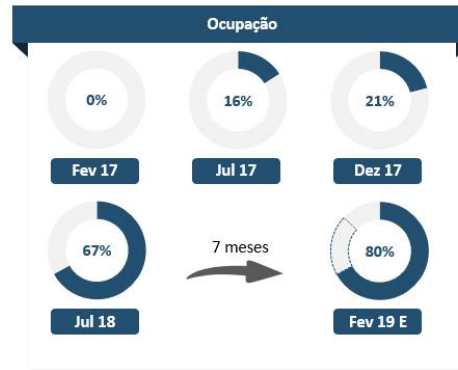 Ocupação
0%
16%
21%
Fev 17
Jul 17
Dez 17
67%
7 meses
80%
Jul 18
Fev 19 E